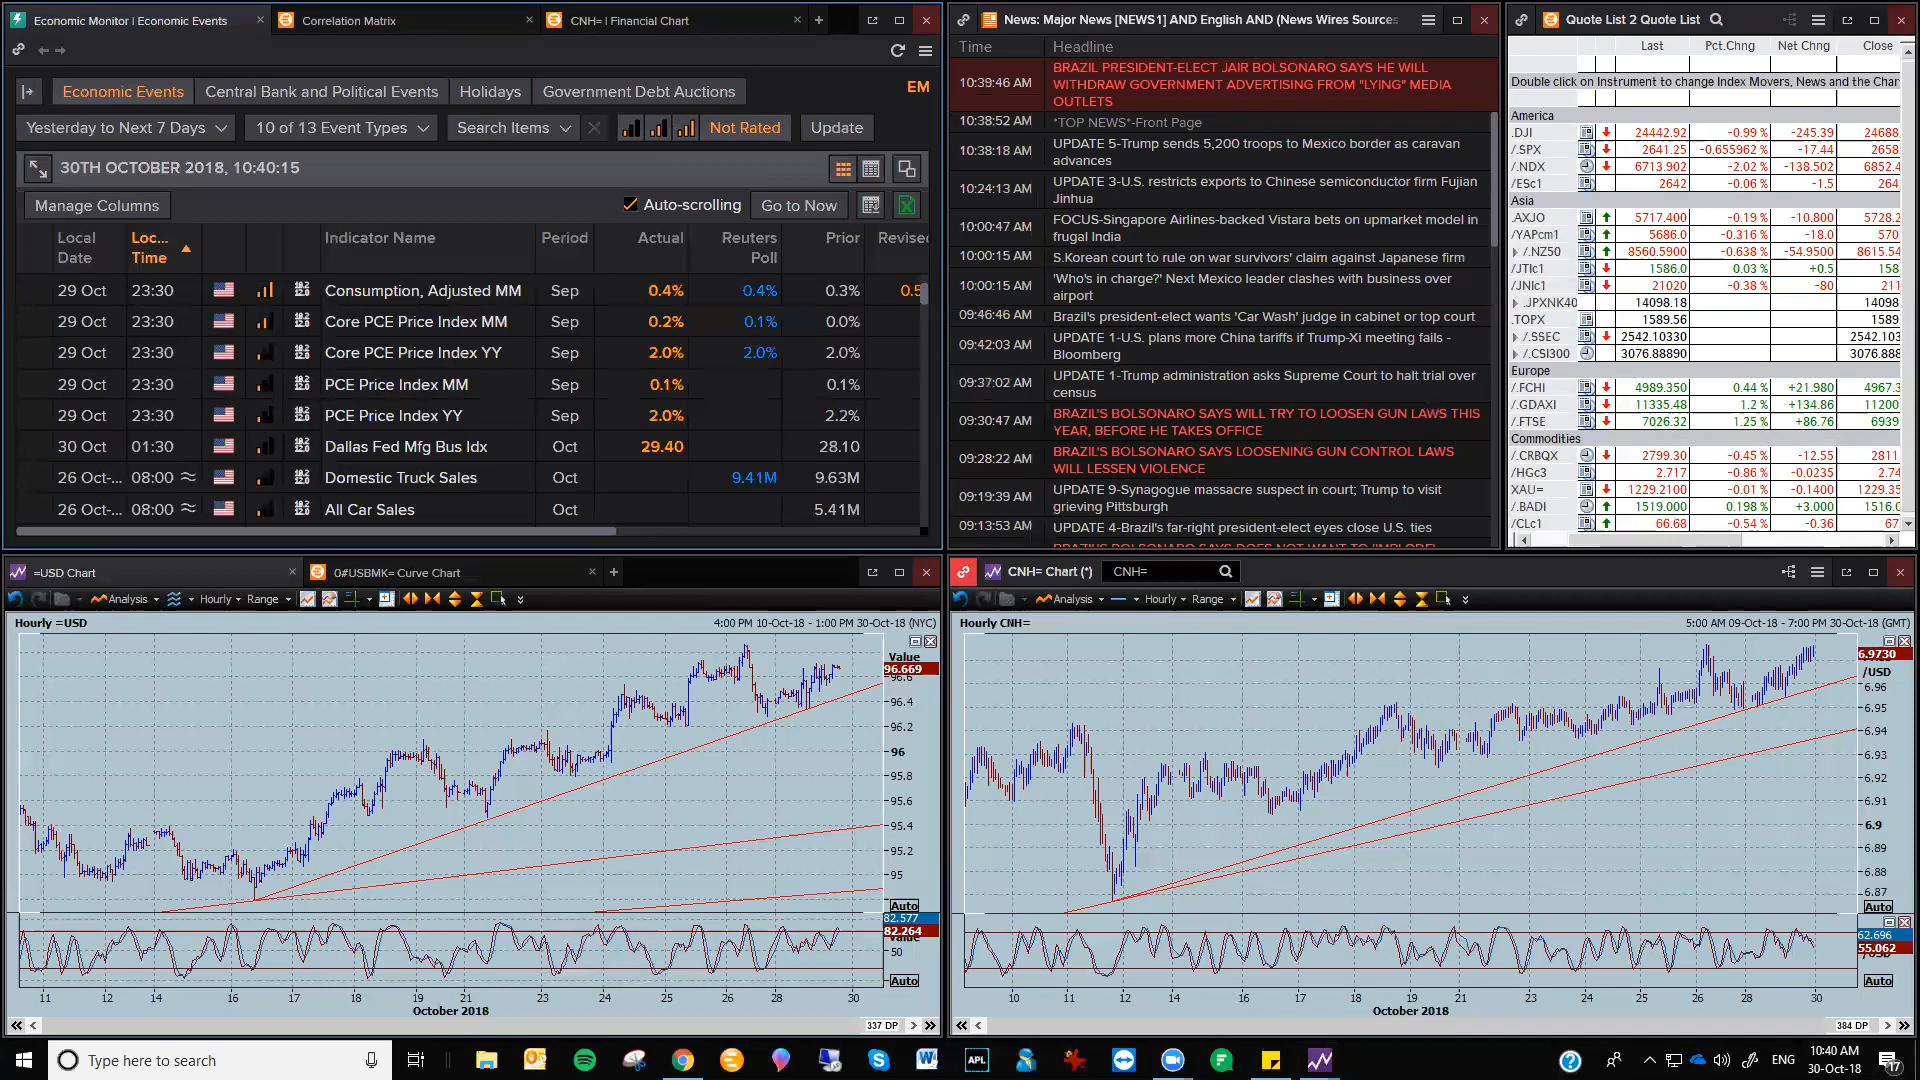 Economic Monitor | Economic Events
Correlation Matrix
CNH= | Financial Chart
EM
Economic Events
Central Bank and Political Events
Holidays
Government Debt Auctions
Yesterday to Next 7 Days
10 of 13 Event Types
Search Items
Not Rated
Update
30TH OCTOBER 2018, 10:40:15
Manage Columns
Auto-scrolling
Go to Now
Local Date Loc... Time Indicator Name Period Actual Reuters Poll Prior Revised
29 Oct 23:30 Consumption, Adjusted MM Sep 0.4% 0.4% 0.3% 0.5
29 Oct 23:30 Core PCE Price Index MM Sep 0.2% 0.1% 0.0%
29 Oct 23:30 Core PCE Price Index YY Sep 2.0% 2.0% 2.0%
29 Oct 23:30 PCE Price Index MM Sep 0.1% 0.1%
29 Oct 23:30 PCE Price Index YY Sep 2.0% 2.2%
30 Oct 01:30 Dallas Fed Mfg Bus Idx Oct 29.40 28.10
26 Oct-... 08:00 ≈ Domestic Truck Sales Oct 9.41M 9.63M
26 Oct-... 08:00 ≈ All Car Sales Oct 5.41M
News: Major News [NEWS1] AND English AND (News Wires Sources
Time Headline
10:39:46 AM BRAZIL PRESIDENT-ELECT JAIR BOLSONARO SAYS HE WILL
WITHDRAW GOVERNMENT ADVERTISING FROM "LYING" MEDIA
OUTLETS
10:38:52 AM *TOP NEWS*-Front Page
10:38:18 AM UPDATE 5-Trump sends 5,200 troops to Mexico border as caravan
advances
10:24:13 AM UPDATE 3-U.S. restricts exports to Chinese semiconductor firm Fujian
Jinhua
10:00:47 AM FOCUS-Singapore Airlines-backed Vistara bets on upmarket model in
frugal India
10:00:15 AM S.Korean court to rule on war survivors' claim against Japanese firm
10:00:15 AM 'Who's in charge?' Next Mexico leader clashes with business over
airport
09:46:46 AM Brazil's president-elect wants 'Car Wash' judge in cabinet or top court
09:42:03 AM UPDATE 1-U.S. plans more China tariffs if Trump-Xi meeting fails -
Bloomberg
09:37:02 AM UPDATE 1-Trump administration asks Supreme Court to halt trial over
census
09:30:47 AM BRAZIL'S BOLSONARO SAYS WILL TRY TO LOOSEN GUN LAWS THIS
YEAR, BEFORE HE TAKES OFFICE
09:28:22 AM BRAZIL'S BOLSONARO SAYS LOOSENING GUN CONTROL LAWS
WILL LESSEN VIOLENCE
09:19:39 AM UPDATE 9-Synagogue massacre suspect in court; Trump to visit
grieving Pittsburgh
09:13:53 AM UPDATE 4-Brazil's far-right president-elect eyes close U.S. ties
Quote List 2 Quote List
Last Pct.Chng Net Chng Close
Double click on Instrument to change Index Movers, News and the Char
America
.DJI 24442.92 -0.99 % -245.39 24688.
/.SPX 2641.25 -0.655962 % -17.44 2658.
/.NDX 6713.902 -2.02 % -138.502 6852.4
/ESc1 2642 -0.06 % -1.5 264
Asia
.AXJO 5717.400 -0.19 % -10.800 5728.2
/YAPcm1 5686.0 -0.316 % -18.0 570
/.NZ50 8560.5900 -0.638 % -54.9500 8615.54
/JTIc1 1586.0 0.03 % +0.5 158
/JNIc1 21020 -0.38 % -80 211
.JPXNK40 14098.18 14098.
.TOPX 1589.56 1589.
/.SSEC 2542.10330 2542.103
/.CSI300 3076.88890 3076.888
Europe
/.FCHI 4989.350 0.44 % +21.980 4967.3
/.GDAXI 11335.48 1.2 % +134.86 11200
/.FTSE 7026.32 1.25 % +86.76 6939
Commodities
/.CRBQX 2799.30 -0.45 % -12.55 2811
/HGc3 2.717 -0.86 % -0.0235 2.74
XAU= 1229.2100 -0.01 % -0.1400 1229.35
/.BADI 1519.000 0.198 % +3.000 1516.0
/CLc1 66.68 -0.54 % -0.36 67
=USD Chart
0#USBMK= Curve Chart
Analysis Hourly Range
Hourly =USD
4:00 PM 10-Oct-18 - 1:00 PM 30-Oct-18 (NYC)
Value
96.669
96.6
96.4
96.2
96
95.8
95.6
95.4
95.2
95
Auto
82.577
82.264
Value
50
Auto
11 12 14 16 17 18 19 21 23 24 25 26 28 30
October 2018
337 DP
CNH= Chart (*)
CNH=
Analysis Hourly Range
Hourly CNH=
5:00 AM 09-Oct-18 - 7:00 PM 30-Oct-18 (GMT)
6.9730
/USD
6.96
6.95
6.94
6.93
6.92
6.91
6.9
6.89
6.88
6.87
Auto
62.696
55.062
/USD
Auto
10 11 12 14 16 17 18 19 21 23 24 25 26 28 30
October 2018
384 DP
Type here to search
APL
ENG
10:40 AM
30-Oct-18
17